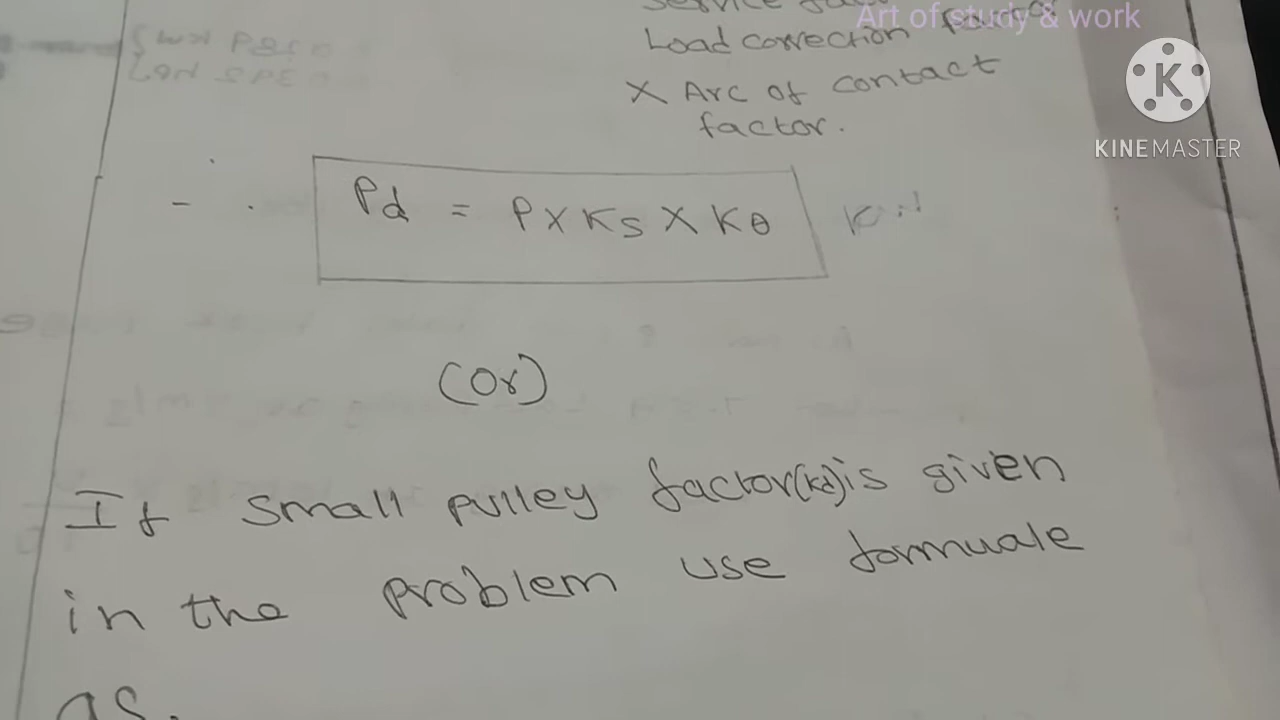 Art of study & work
Load correction
X Arc of contact
factor.
KINEMASTER
Pd = P X Ks X Kθ
(Or)
If small pulley factor(kd) is given
in the problem use formuale
as.